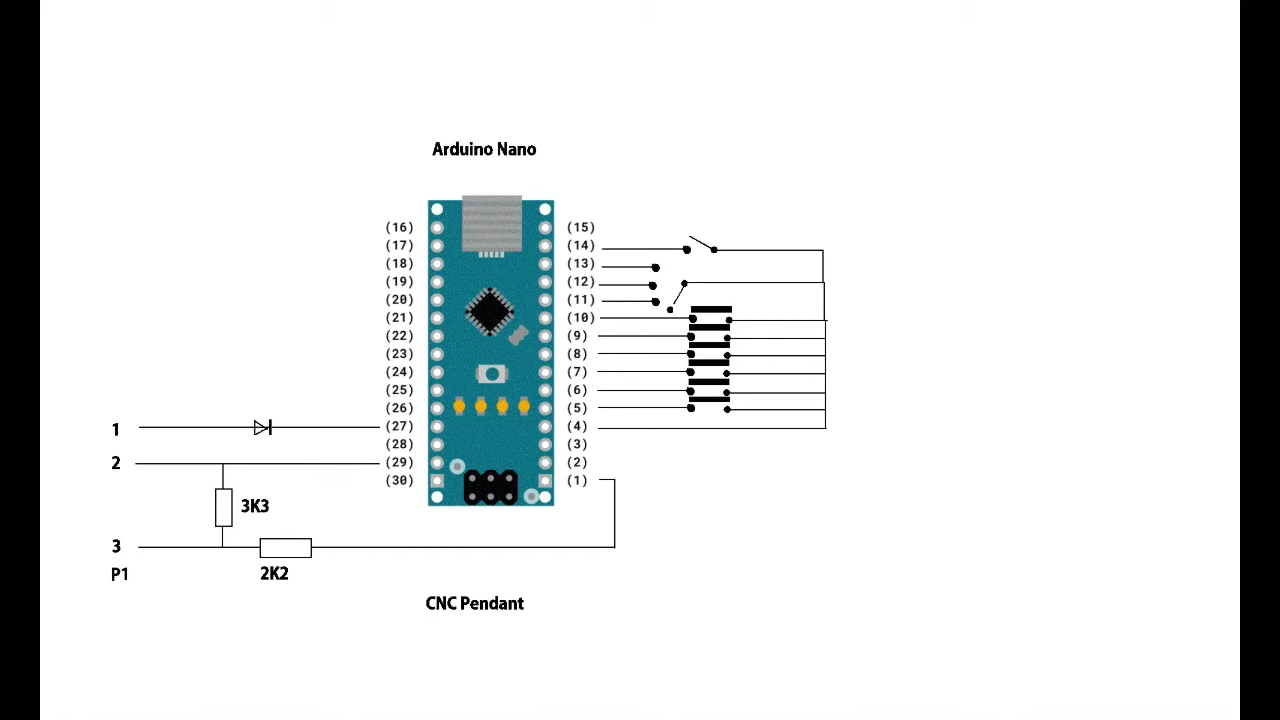 Arduino Nano
(16) (15)
(17) (14)
(18) (13)
(19) (12)
(20) (11)
(21) (10)
(22) (9)
(23) (8)
(24) (7)
(25) (6)
(26) (5)
1 (27) (4)
(28) (3)
2 (29) (2)
(30) (1)
3K3
3
P1 2K2
CNC Pendant